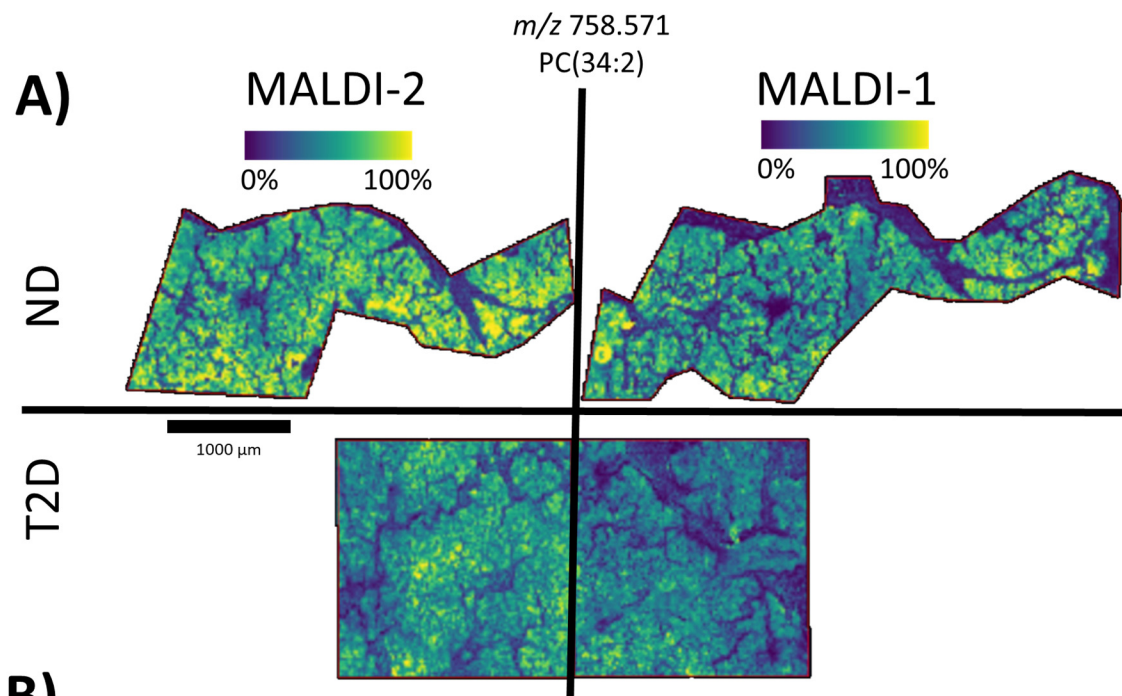 m/z 758.571
PC(34:2)
A)
MALDI-2
MALDI-1
0% 100%
0% 100%
ND
1000 µm
T2D
B)